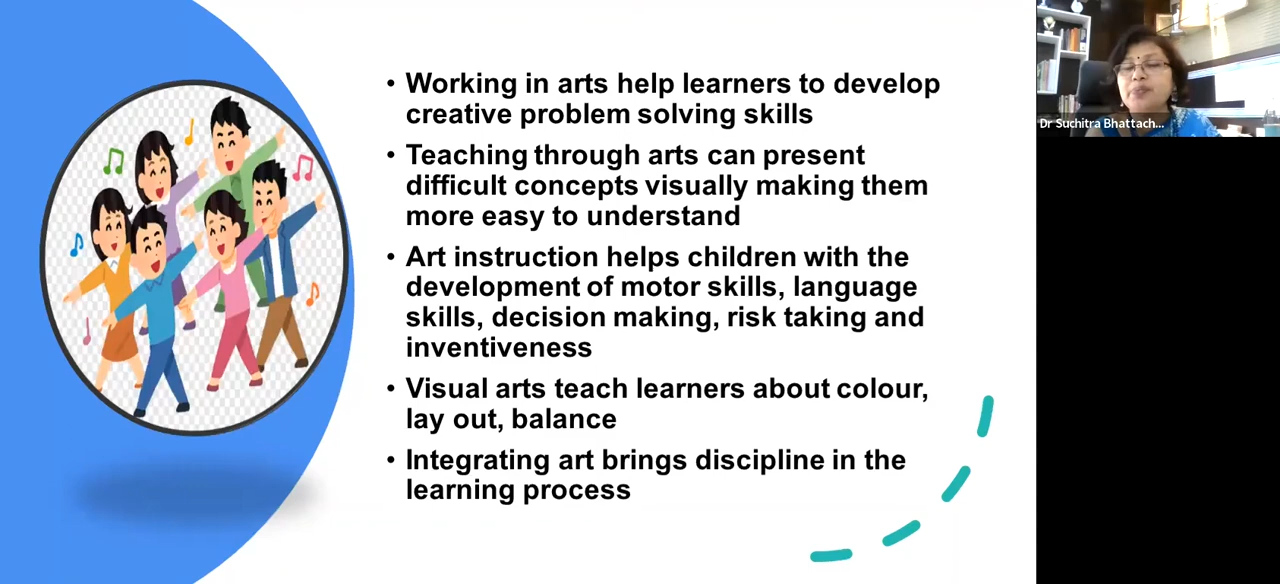 • Working in arts help learners to develop
creative problem solving skills
• Teaching through arts can present
difficult concepts visually making them
more easy to understand
• Art instruction helps children with the
development of motor skills, language
skills, decision making, risk taking and
inventiveness
• Visual arts teach learners about colour,
lay out, balance
• Integrating art brings discipline in the
learning process
Dr Suchitra Bhattach...